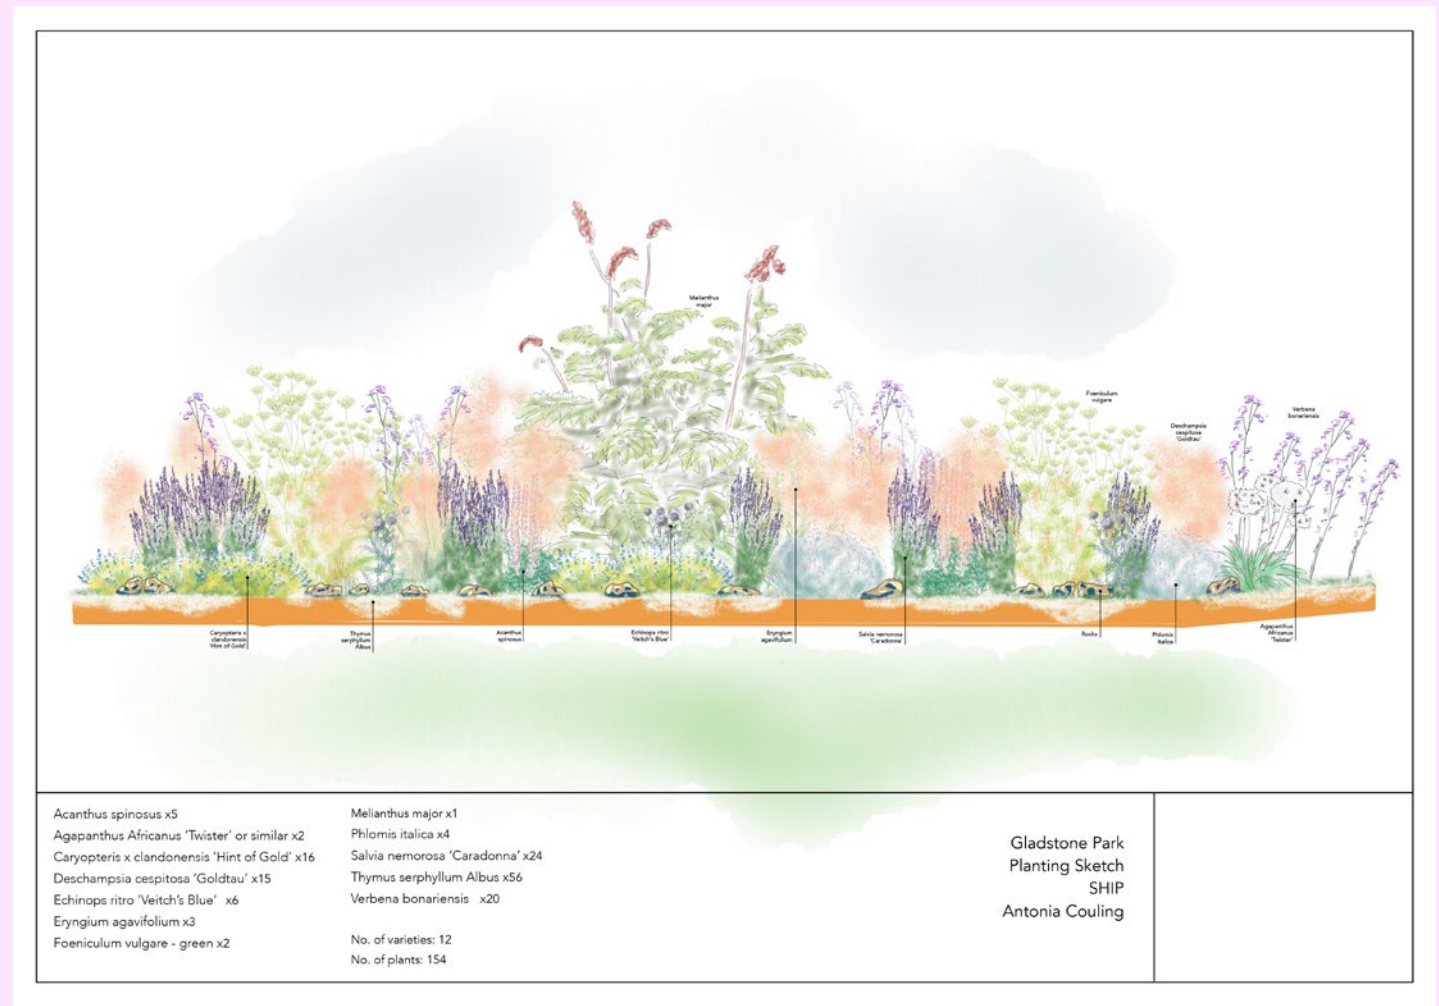 Melianthus
major
Foeniculum
vulgare
Deschampsia
cespitosa
'Goldtau'
Verbena
bonariensis
Caryopteris x
clandonensis
'Hint of Gold'
Thymus
serphyllum
Albus
Acanthus
spinosus
Echinops ritro
'Veitch's Blue'
Eryngium
agavifolium
Salvia nemorosa
'Caradonna'
Rocks
Phlomis
italica
Agapanthus
Africanus
'Twister'
Acanthus spinosus x5
Agapanthus Africanus 'Twister' or similar x2
Caryopteris x clandonensis 'Hint of Gold' x16
Deschampsia cespitosa 'Goldtau' x15
Echinops ritro 'Veitch's Blue' x6
Eryngium agavifolium x3
Foeniculum vulgare - green x2
Melianthus major x1
Phlomis italica x4
Salvia nemorosa 'Caradonna' x24
Thymus serphyllum Albus x56
Verbena bonariensis x20
No. of varieties: 12
No. of plants: 154
Gladstone Park
Planting Sketch
SHIP
Antonia Couling